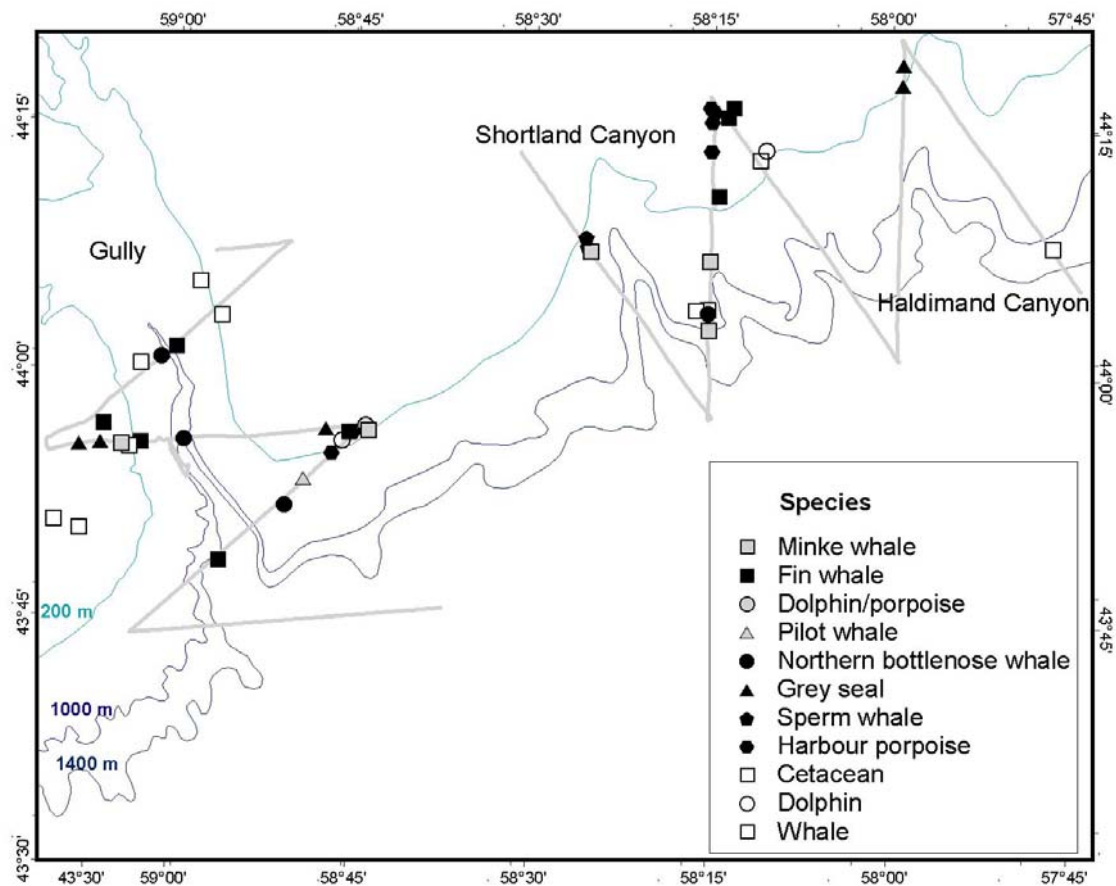 59°00' 58°45' 58°30' 58°15' 58°00' 57°45'
44°15'
44°15'
Shortland Canyon
Gully
Haldimand Canyon
44°00'
44°00'
Species
Minke whale
Fin whale
200 m
Dolphin/porpoise
43°45'
43°45'
Pilot whale
Northern bottlenose whale
Grey seal
1000 m
Sperm whale
Harbour porpoise
1400 m
Cetacean
Dolphin
Whale
43°30'
43°30' 59°00' 58°45' 58°30' 58°15' 58°00' 57°45'